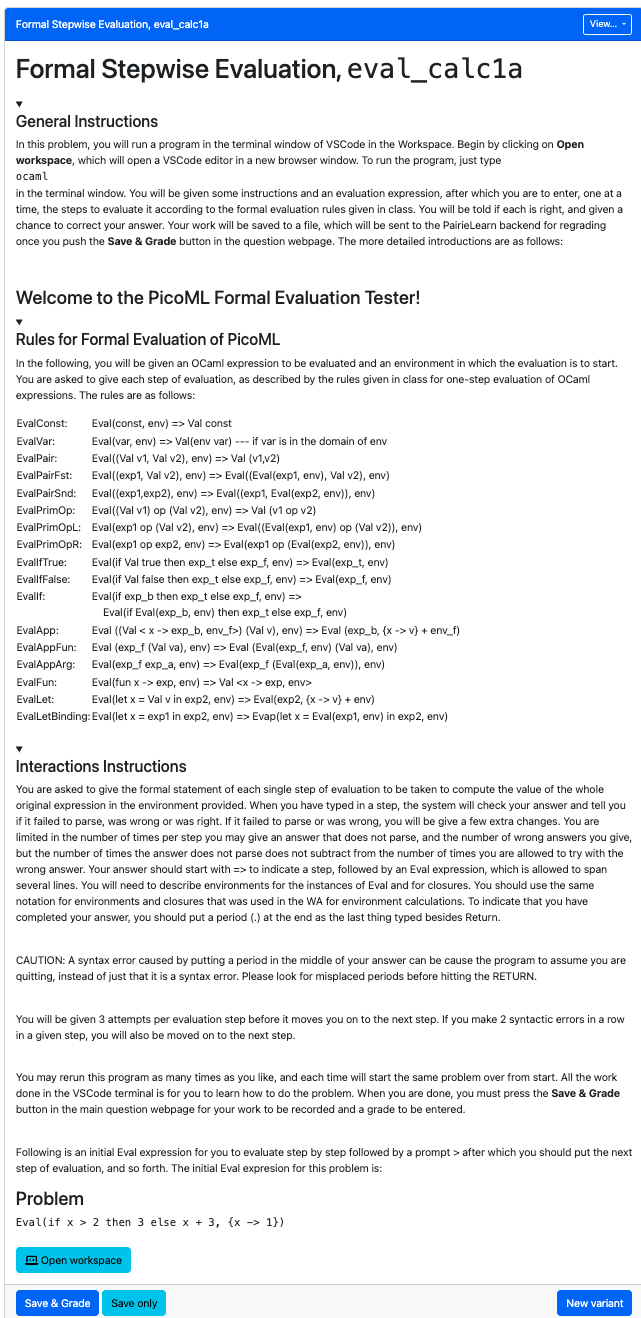 Formal Stepwise Evaluation, eval_calc1a
View...
Formal Stepwise Evaluation, eval_calc1a
General Instructions
In this problem, you will run a program in the terminal window of VSCode in the Workspace. Begin by clicking on Open
workspace, which will open a VSCode editor in a new browser window. To run the program, just type
ocaml
in the terminal window. You will be given some instructions and an evaluation expression, after which you are to enter, one at a
time, the steps to evaluate it according to the formal evaluation rules given in class. You will be told if each is right, and given a
chance to correct your answer. Your work will be saved to a file, which will be sent to the PairieLearn backend for regrading
once you push the Save & Grade button in the question webpage. The more detailed introductions are as follows:
Welcome to the PicoML Formal Evaluation Tester!
Rules for Formal Evaluation of PicoML
In the following, you will be given an OCaml expression to be evaluated and an environment in which the evaluation is to start.
You are asked to give each step of evaluation, as described by the rules given in class for one-step evaluation of OCaml
expressions. The rules are as follows:
EvalConst: Eval(const, env) => Val const
EvalVar: Eval(var, env) => Val(env var) --- if var is in the domain of env
EvalPair: Eval((Val v1, Val v2), env) => Val (v1,v2)
EvalPairFst: Eval((exp1, Val v2), env) => Eval((Eval(exp1, env), Val v2), env)
EvalPairSnd: Eval((exp1,exp2), env) => Eval((exp1, Eval(exp2, env)), env)
EvalPrimOp: Eval((Val v1) op (Val v2), env) => Val (v1 op v2)
EvalPrimOpL: Eval(exp1 op (Val v2), env) => Eval((Eval(exp1, env) op (Val v2)), env)
EvalPrimOpR: Eval(exp1 op exp2, env) => Eval(exp1 op (Eval(exp2, env)), env)
EvalIfTrue: Eval(if Val true then exp_t else exp_f, env) => Eval(exp_t, env)
EvalIfFalse: Eval(if Val false then exp_t else exp_f, env) => Eval(exp_f, env)
EvalIf: Eval(if exp_b then exp_t else exp_f, env) =>
Eval(if Eval(exp_b, env) then exp_t else exp_f, env)
EvalApp: Eval ((Val < x -> exp_b, env_f>) (Val v), env) => Eval (exp_b, {x -> v} + env_f)
EvalAppFun: Eval (exp_f (Val va), env) => Eval (Eval(exp_f, env) (Val va), env)
EvalAppArg: Eval(exp_f exp_a, env) => Eval(exp_f (Eval(exp_a, env)), env)
EvalFun: Eval(fun x -> exp, env) => Val <x -> exp, env>
EvalLet: Eval(let x = Val v in exp2, env) => Eval(exp2, {x -> v} + env)
EvalLetBinding: Eval(let x = exp1 in exp2, env) => Evap(let x = Eval(exp1, env) in exp2, env)
Interactions Instructions
You are asked to give the formal statement of each single step of evaluation to be taken to compute the value of the whole
original expression in the environment provided. When you have typed in a step, the system will check your answer and tell you
if it failed to parse, was wrong or was right. If it failed to parse or was wrong, you will be give a few extra changes. You are
limited in the number of times per step you may give an answer that does not parse, and the number of wrong answers you give,
but the number of times the answer does not parse does not subtract from the number of times you are allowed to try with the
wrong answer. Your answer should start with => to indicate a step, followed by an Eval expression, which is allowed to span
several lines. You will need to describe environments for the instances of Eval and for closures. You should use the same
notation for environments and closures that was used in the WA for environment calculations. To indicate that you have
completed your answer, you should put a period (.) at the end as the last thing typed besides Return.
CAUTION: A syntax error caused by putting a period in the middle of your answer can be cause the program to assume you are
quitting, instead of just that it is a syntax error. Please look for misplaced periods before hitting the RETURN.
You will be given 3 attempts per evaluation step before it moves you on to the next step. If you make 2 syntactic errors in a row
in a given step, you will also be moved on to the next step.
You may rerun this program as many times as you like, and each time will start the same problem over from start. All the work
done in the VSCode terminal is for you to learn how to do the problem. When you are done, you must press the Save & Grade
button in the main question webpage for your work to be recorded and a grade to be entered.
Following is an initial Eval expression for you to evaluate step by step followed by a prompt > after which you should put the next
step of evaluation, and so forth. The initial Eval expresion for this problem is:
Problem
Eval(if x > 2 then 3 else x + 3, {x -> 1})
Open workspace
Save & Grade
Save only
New variant